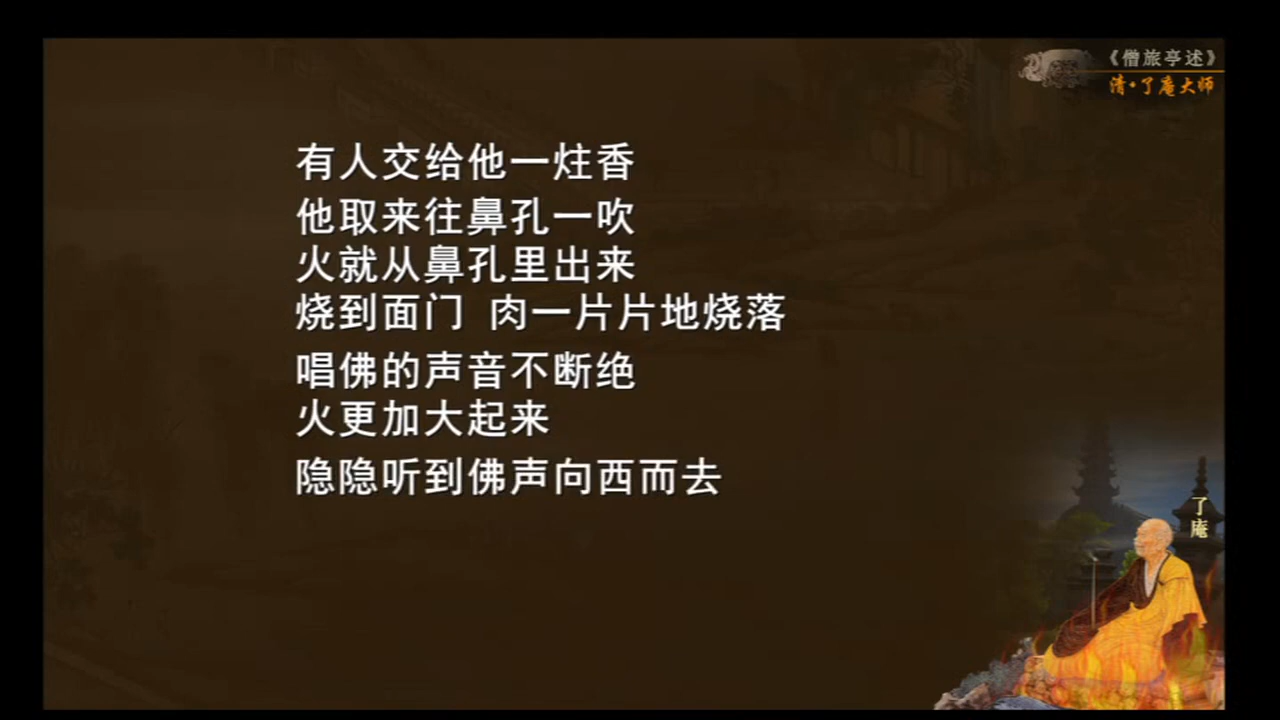 《僧旅亭述》
清·了庵大师
有人交给他一炷香
他取来往鼻孔一吹
火就从鼻孔里出来
烧到面门 肉一片片地烧落
唱佛的声音不断绝
火更加大起来
隐隐听到佛声向西而去
了庵